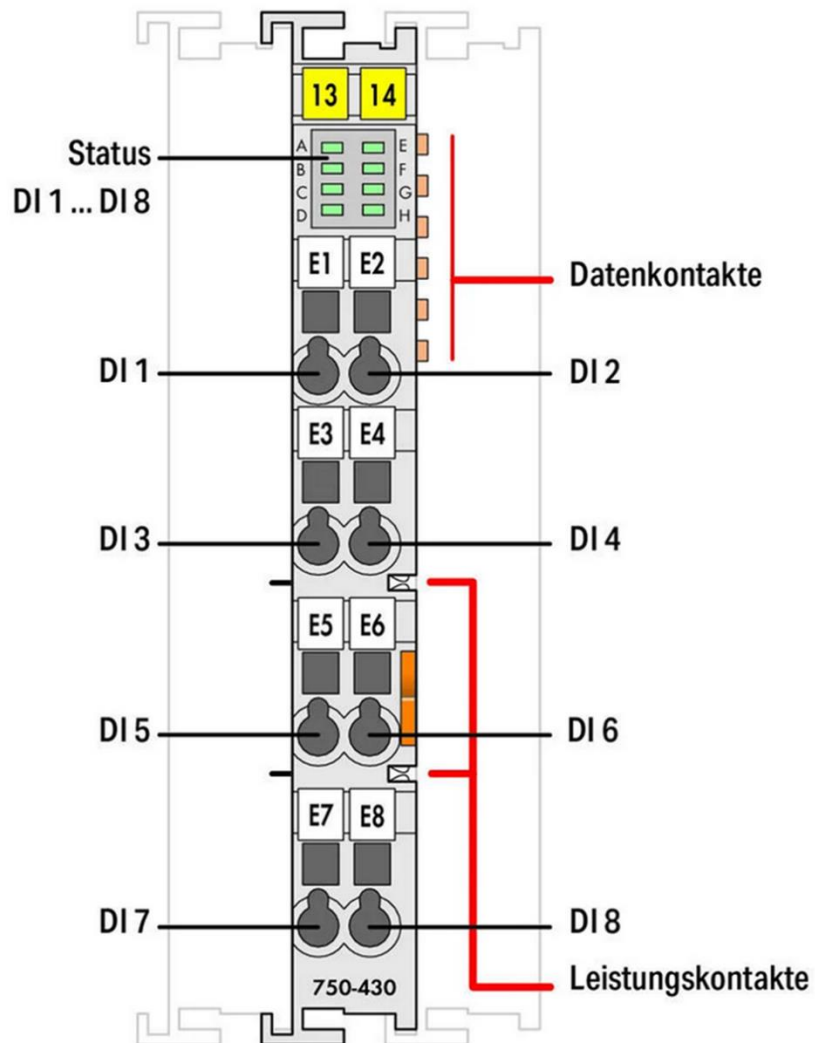 13 14
A E
Status
B F
C G
DI 1 ... DI 8
D H
E1 E2
Datenkontakte
DI 1 DI 2
E3 E4
DI 3 DI 4
E5 E6
DI 5 DI 6
E7 E8
DI 7 DI 8
Leistungskontakte
750-430